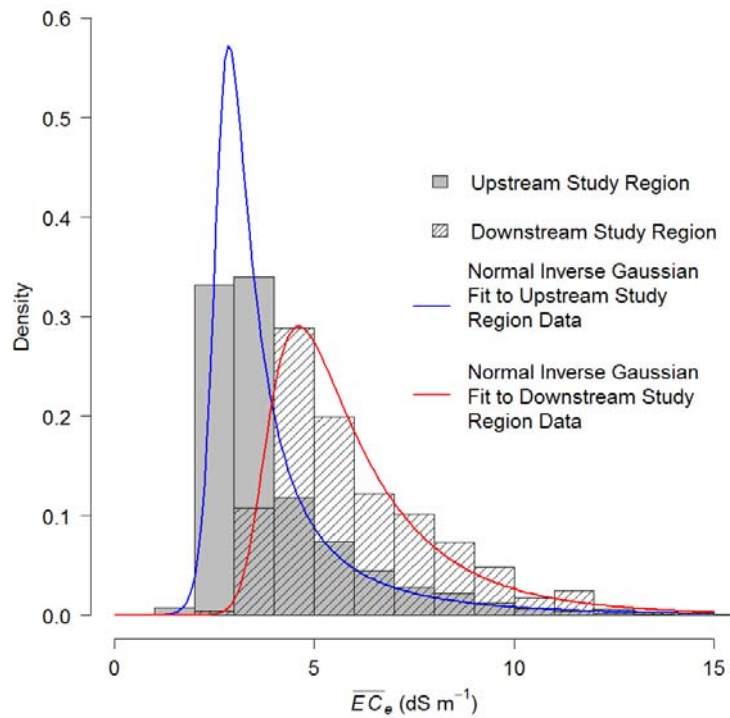 0.6
0.5
0.4
0.3
0.2
0.1
0.0
Density
Upstream Study Region
Downstream Study Region
Normal Inverse Gaussian
Fit to Upstream Study
Region Data
Normal Inverse Gaussian
Fit to Downstream Study
Region Data
0 5 10 15
E̅C̅ₑ (dS m⁻¹)